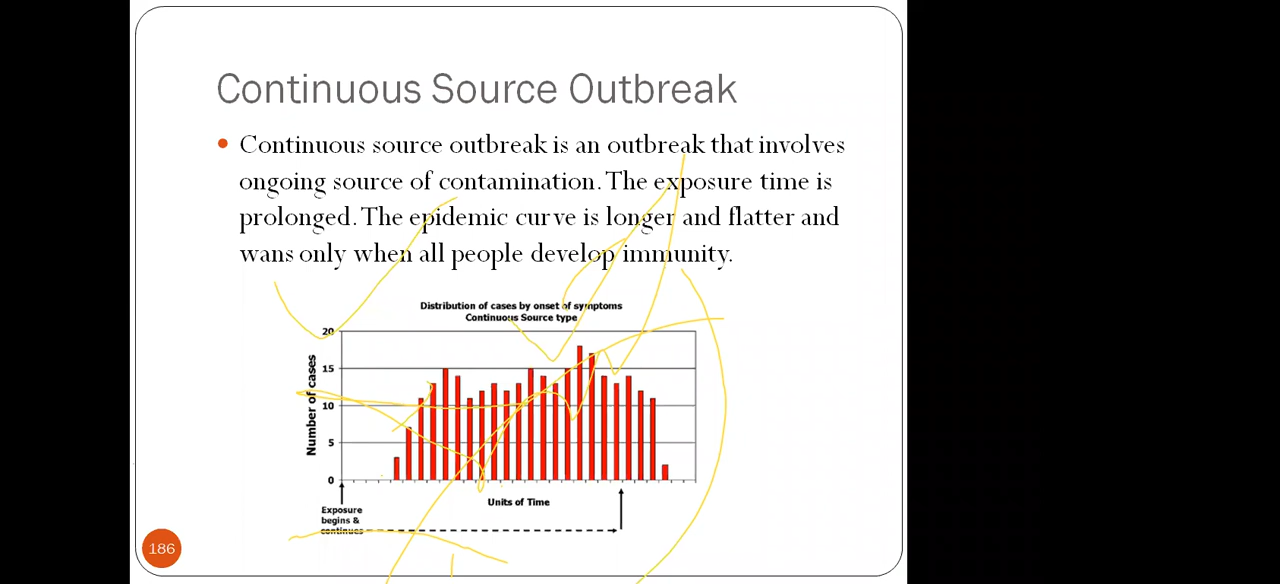 Continuous Source Outbreak
Continuous source outbreak is an outbreak that involves
ongoing source of contamination. The exposure time is
prolonged. The epidemic curve is longer and flatter and
wans only when all people develop immunity.
Distribution of cases by onset of symptoms
Continuous Source type
20
15
10
5
0
Number of cases
Units of Time
Exposure
begins &
continues
186